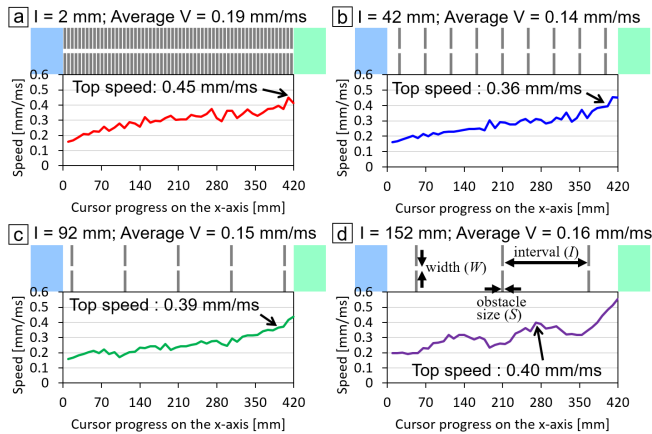 a I = 2 mm; Average V = 0.19 mm/ms
Top speed: 0.45 mm/ms
Speed [mm/ms]
0.6
0.5
0.4
0.3
0.2
0.1
0
0 70 140 210 280 350 420
Cursor progress on the x-axis [mm]
b I = 42 mm; Average V = 0.14 mm/ms
Top speed : 0.36 mm/ms
Speed [mm/ms]
0.6
0.5
0.4
0.3
0.2
0.1
0
0 70 140 210 280 350 420
Cursor progress on the x-axis [mm]
c I = 92 mm; Average V = 0.15 mm/ms
Top speed : 0.39 mm/ms
Speed [mm/ms]
0.6
0.5
0.4
0.3
0.2
0.1
0
0 70 140 210 280 350 420
Cursor progress on the x-axis [mm]
d I = 152 mm; Average V = 0.16 mm/ms
width (W)
interval (I)
obstacle
size (S)
Top speed : 0.40 mm/ms
Speed [mm/ms]
0.6
0.5
0.4
0.3
0.2
0.1
0
0 70 140 210 280 350 420
Cursor progress on the x-axis [mm]